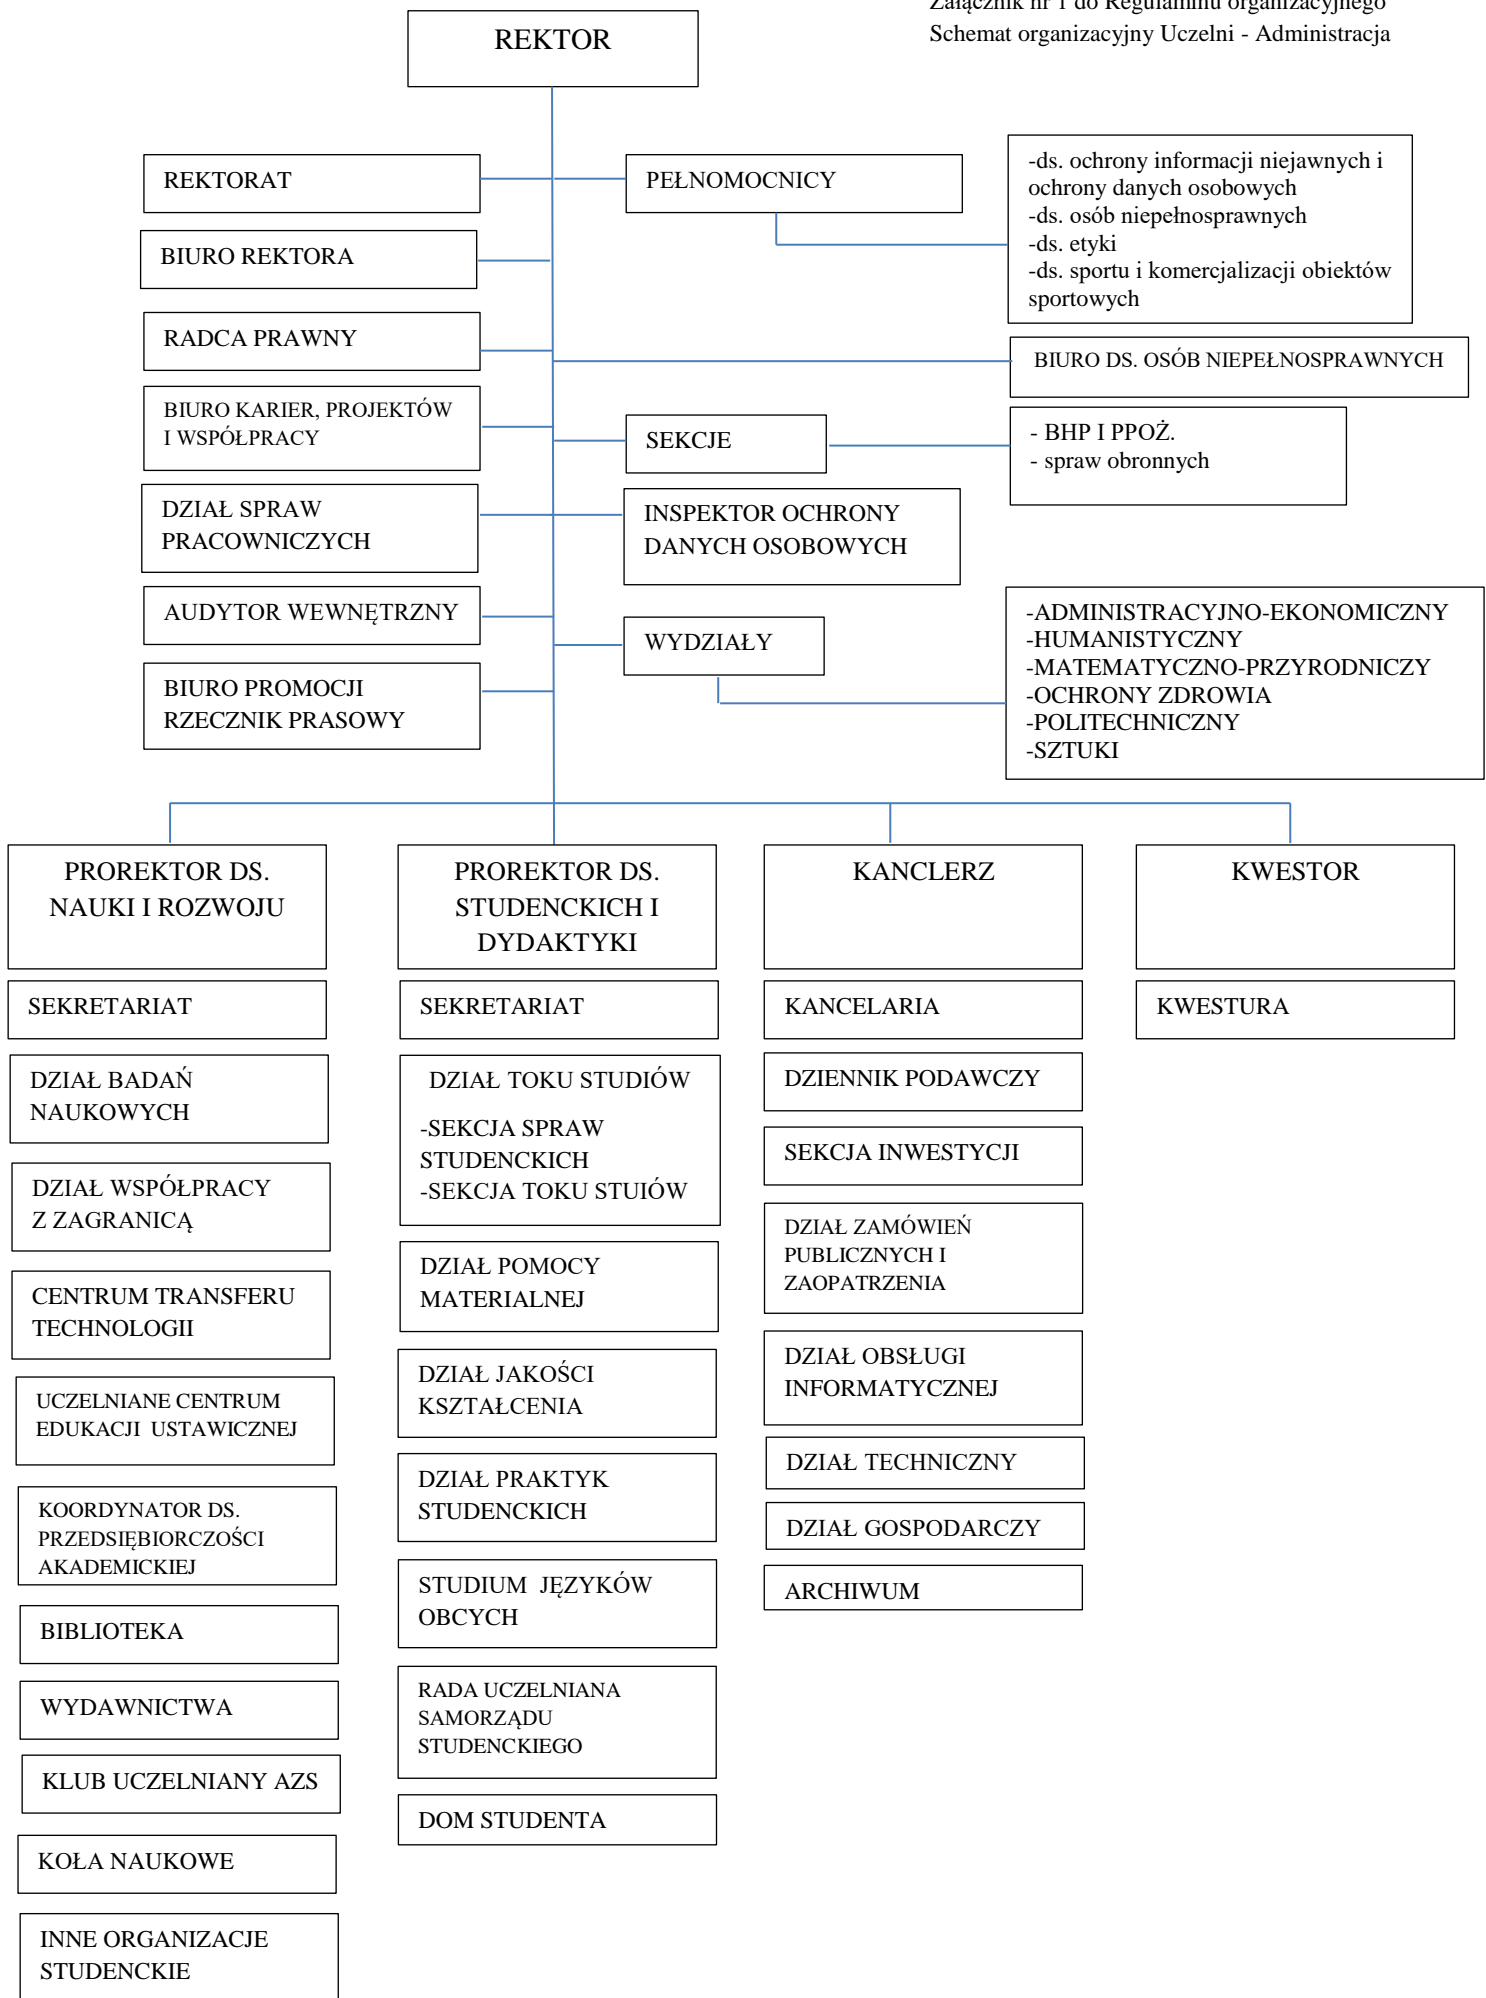 Załącznik nr 1 do Regulaminu organizacyjnego
Schemat organizacyjny Uczelni - Administracja
REKTOR
REKTORAT
PEŁNOMOCNICY
-ds. ochrony informacji niejawnych i
ochrony danych osobowych
-ds. osób niepełnosprawnych
-ds. etyki
-ds. sportu i komercjalizacji obiektów
sportowych
BIURO REKTORA
RADCA PRAWNY
BIURO DS. OSÓB NIEPEŁNOSPRAWNYCH
BIURO KARIER, PROJEKTÓW
I WSPÓŁPRACY
SEKCJE
- BHP I PPOŻ.
- spraw obronnych
DZIAŁ SPRAW
PRACOWNICZYCH
INSPEKTOR OCHRONY
DANYCH OSOBOWYCH
AUDYTOR WEWNĘTRZNY
WYDZIAŁY
-ADMINISTRACYJNO-EKONOMICZNY
-HUMANISTYCZNY
-MATEMATYCZNO-PRZYRODNICZY
-OCHRONY ZDROWIA
-POLITECHNICZNY
-SZTUKI
BIURO PROMOCJI
RZECZNIK PRASOWY
PROREKTOR DS.
NAUKI I ROZWOJU
SEKRETARIAT
DZIAŁ BADAŃ
NAUKOWYCH
DZIAŁ WSPÓŁPRACY
Z ZAGRANICĄ
CENTRUM TRANSFERU
TECHNOLOGII
UCZELNIANE CENTRUM
EDUKACJI  USTAWICZNEJ
KOORDYNATOR DS.
PRZEDSIĘBIORCZOŚCI
AKADEMICKIEJ
BIBLIOTEKA
WYDAWNICTWA
KLUB UCZELNIANY AZS
KOŁA NAUKOWE
INNE ORGANIZACJE
STUDENCKIE
PROREKTOR DS.
STUDENCKICH I
DYDAKTYKI
SEKRETARIAT
DZIAŁ TOKU STUDIÓW
-SEKCJA SPRAW
STUDENCKICH
-SEKCJA TOKU STUIÓW
DZIAŁ POMOCY
MATERIALNEJ
DZIAŁ JAKOŚCI
KSZTAŁCENIA
DZIAŁ PRAKTYK
STUDENCKICH
STUDIUM  JĘZYKÓW
OBCYCH
RADA UCZELNIANA
SAMORZĄDU
STUDENCKIEGO
DOM STUDENTA
KANCLERZ
KANCELARIA
DZIENNIK PODAWCZY
SEKCJA INWESTYCJI
DZIAŁ ZAMÓWIEŃ
PUBLICZNYCH I
ZAOPATRZENIA
DZIAŁ OBSŁUGI
INFORMATYCZNEJ
DZIAŁ TECHNICZNY
DZIAŁ GOSPODARCZY
ARCHIWUM
KWESTOR
KWESTURA